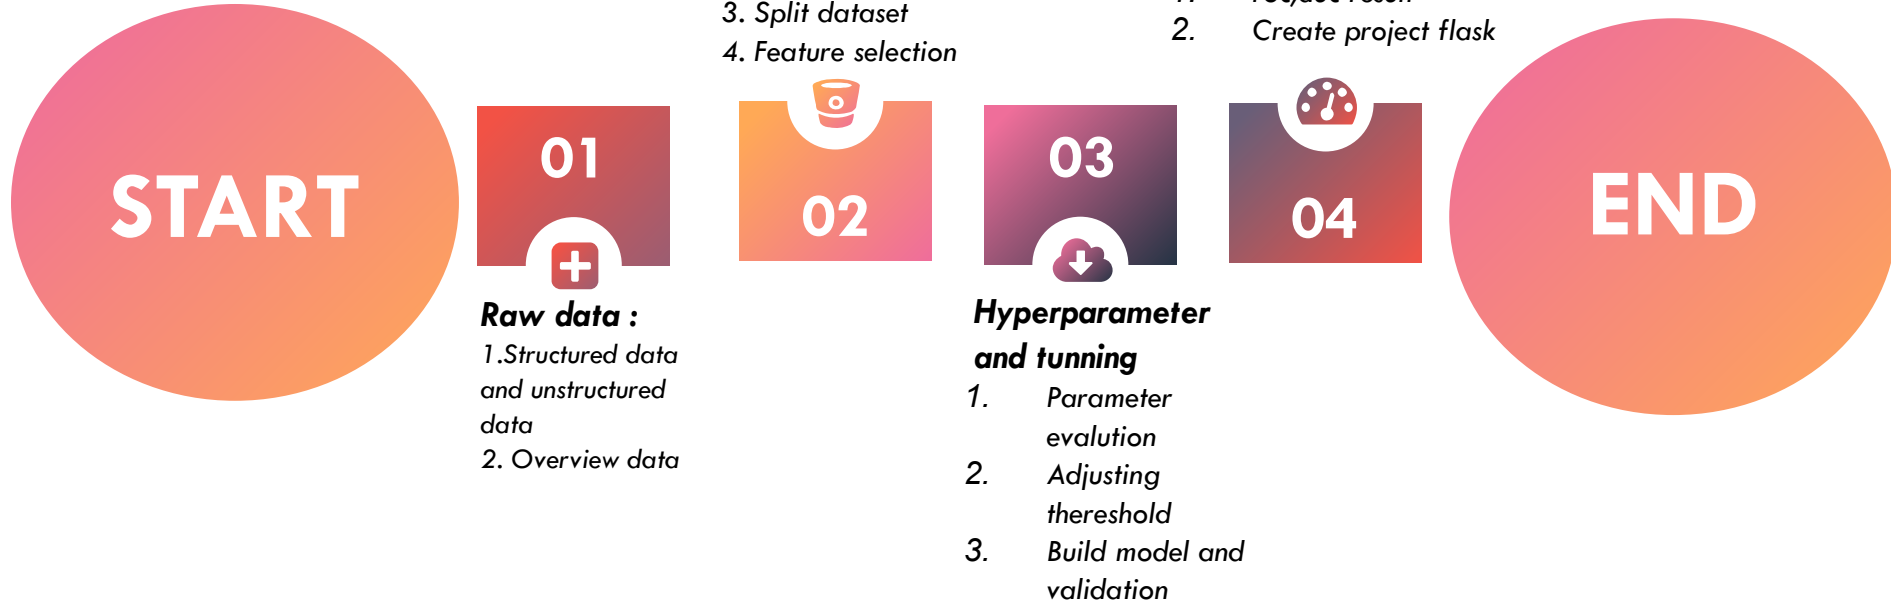 3. Split dataset
4. Feature selection
2. Create project flask
START
01
02
03
04
END
Raw data :
1.Structured data
and unstructured
data
2. Overview data
Hyperparameter
and tunning
1. Parameter
evalution
2. Adjusting
thereshold
3. Build model and
validation